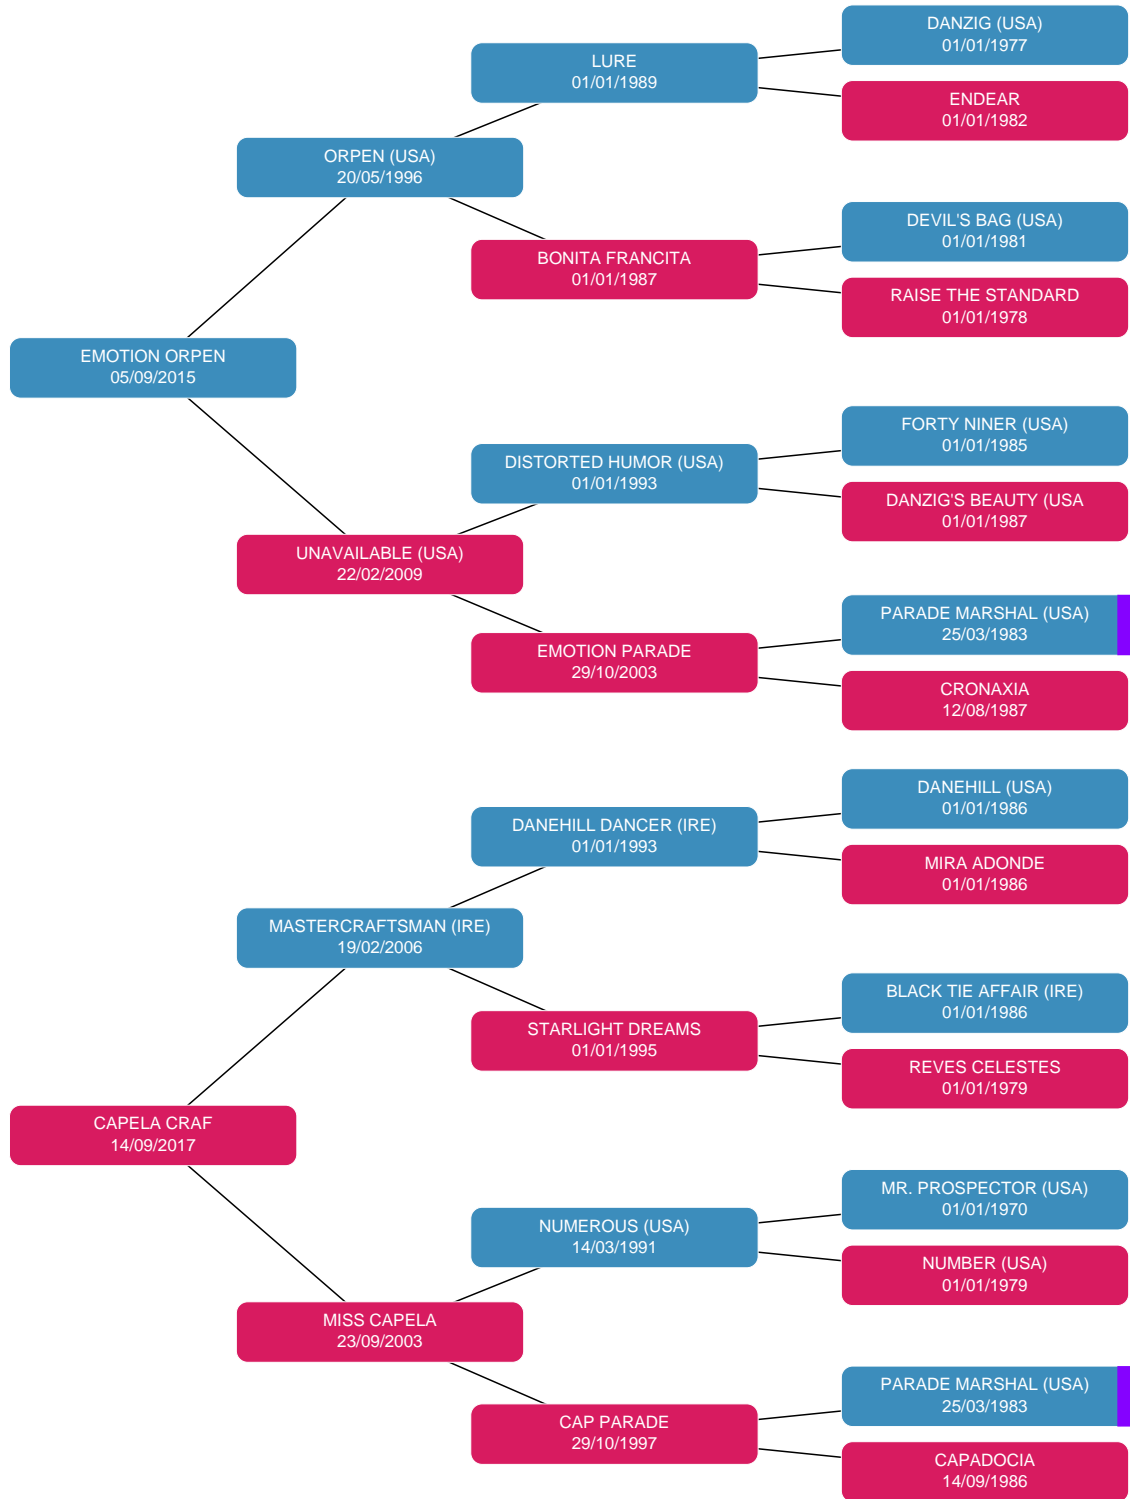 DANZIG (USA)
01/01/1977
LURE
01/01/1989
ENDEAR
01/01/1982
ORPEN (USA)
20/05/1996
DEVIL'S BAG (USA)
01/01/1981
BONITA FRANCITA
01/01/1987
RAISE THE STANDARD
01/01/1978
EMOTION ORPEN
05/09/2015
FORTY NINER (USA)
01/01/1985
DISTORTED HUMOR (USA)
01/01/1993
DANZIG'S BEAUTY (USA
01/01/1987
UNAVAILABLE (USA)
22/02/2009
PARADE MARSHAL (USA)
25/03/1983
EMOTION PARADE
29/10/2003
CRONAXIA
12/08/1987
DANEHILL (USA)
01/01/1986
DANEHILL DANCER (IRE)
01/01/1993
MIRA ADONDE
01/01/1986
MASTERCRAFTSMAN (IRE)
19/02/2006
BLACK TIE AFFAIR (IRE)
01/01/1986
STARLIGHT DREAMS
01/01/1995
REVES CELESTES
01/01/1979
CAPELA CRAF
14/09/2017
MR. PROSPECTOR (USA)
01/01/1970
NUMEROUS (USA)
14/03/1991
NUMBER (USA)
01/01/1979
MISS CAPELA
23/09/2003
PARADE MARSHAL (USA)
25/03/1983
CAP PARADE
29/10/1997
CAPADOCIA
14/09/1986